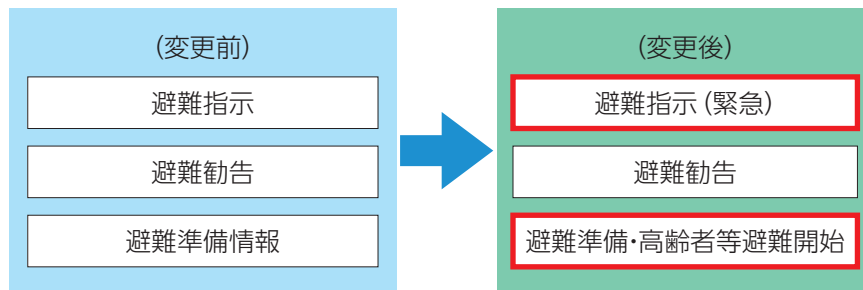 (変更前)
避難指示
避難勧告
避難準備情報
(変更後)
避難指示(緊急)
避難勧告
避難準備・高齢者等避難開始